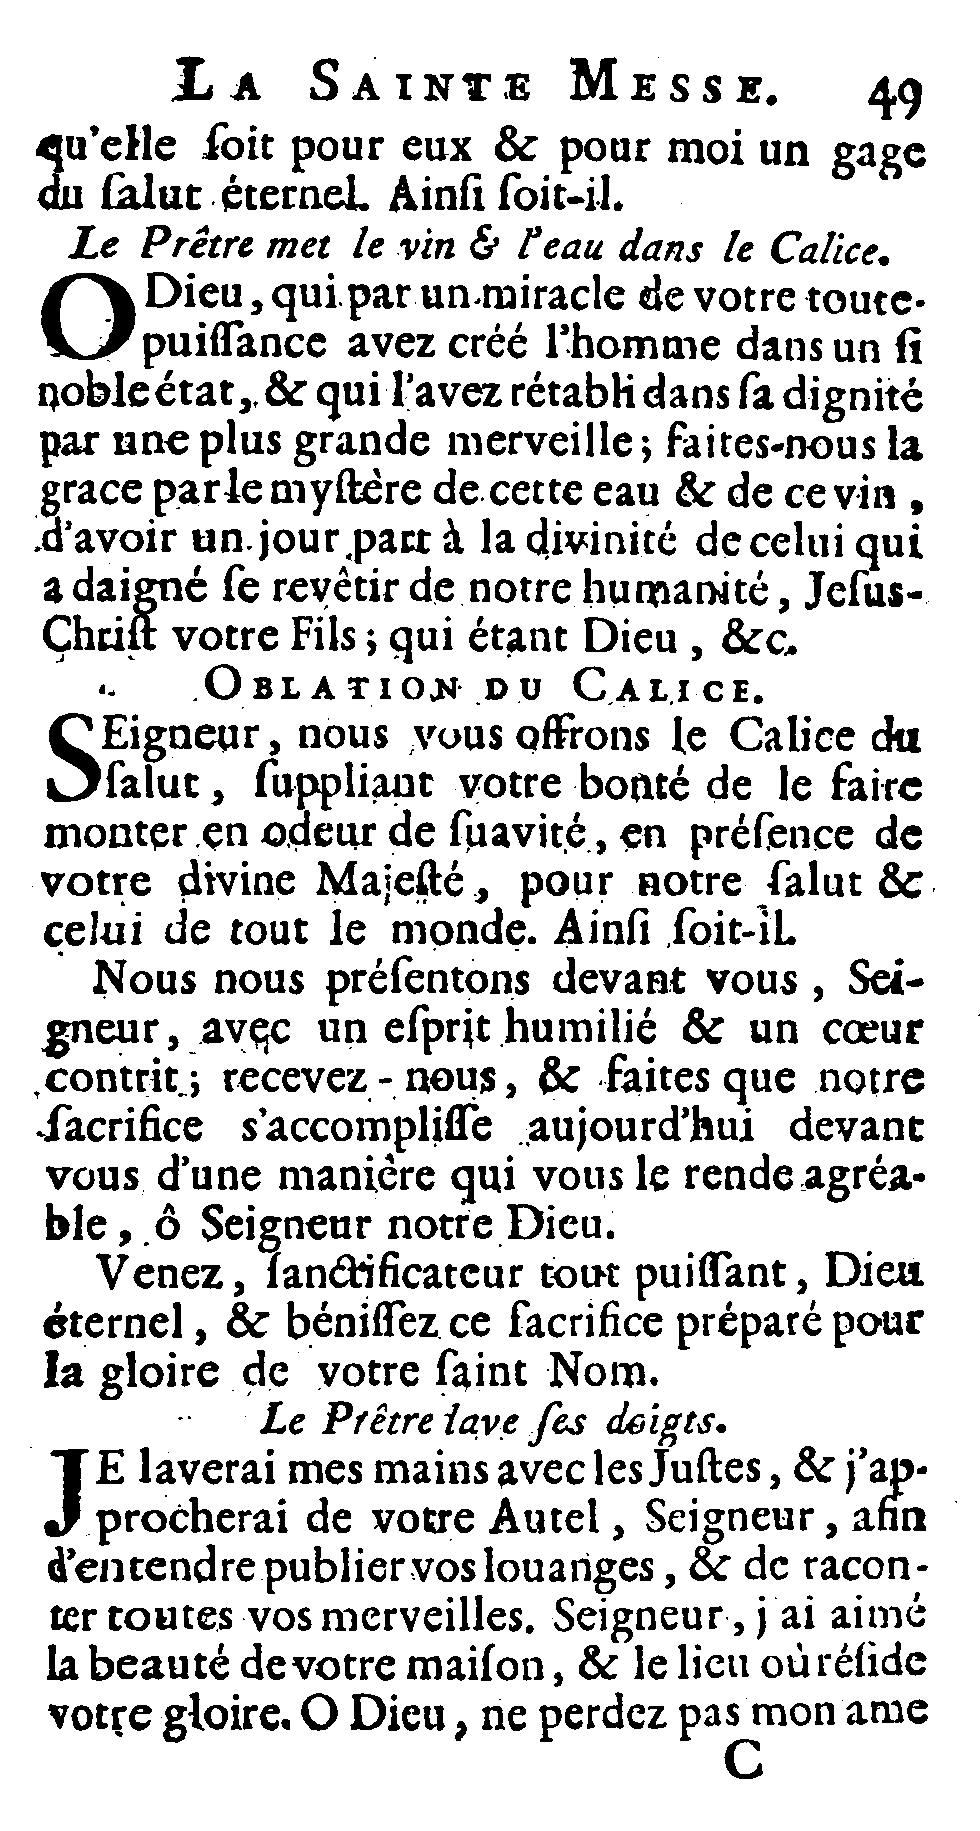 LA SAINTE MESSE. 49
qu'elle ſoit pour eux & pour moi un gage
du ſalut éternel. Ainſi ſoit-il.
Le Prêtre met le vin & l'eau dans le Calice.
O Dieu, qui par un miracle de votre toute-
puiſſance avez créé l'homme dans un ſi
noble état, & qui l'avez rétabli dans ſa dignité
par une plus grande merveille; faites-nous la
grace par le myſtère de cette eau & de ce vin,
d'avoir un jour part à la divinité de celui qui
a daigné ſe revêtir de notre humanité, Jeſus-
Chriſt votre Fils; qui étant Dieu, &c.
OBLATION DU CALICE.
SEigneur, nous vous offrons le Calice du
ſalut, ſuppliant votre bonté de le faire
monter en odeur de ſuavité, en préſence de
votre divine Majeſté, pour notre ſalut &
celui de tout le monde. Ainſi ſoit-il.
Nous nous préſentons devant vous, Sei-
gneur, avec un eſprit humilié & un cœur
contrit; recevez-nous, & faites que notre
ſacrifice s'accompliſſe aujourd'hui devant
vous d'une manière qui vous le rende agréa-
ble, ô Seigneur notre Dieu.
Venez, ſanctificateur tout puiſſant, Dieu
éternel, & béniſſez ce ſacrifice préparé pour
la gloire de votre ſaint Nom.
Le Prêtre lave ſes doigts.
JE laverai mes mains avec les Juſtes, & j'ap-
procherai de votre Autel, Seigneur, afin
d'entendre publier vos louanges, & de racon-
ter toutes vos merveilles. Seigneur, j'ai aimé
la beauté de votre maiſon, & le lieu où réſide
votre gloire. O Dieu, ne perdez pas mon ame
C